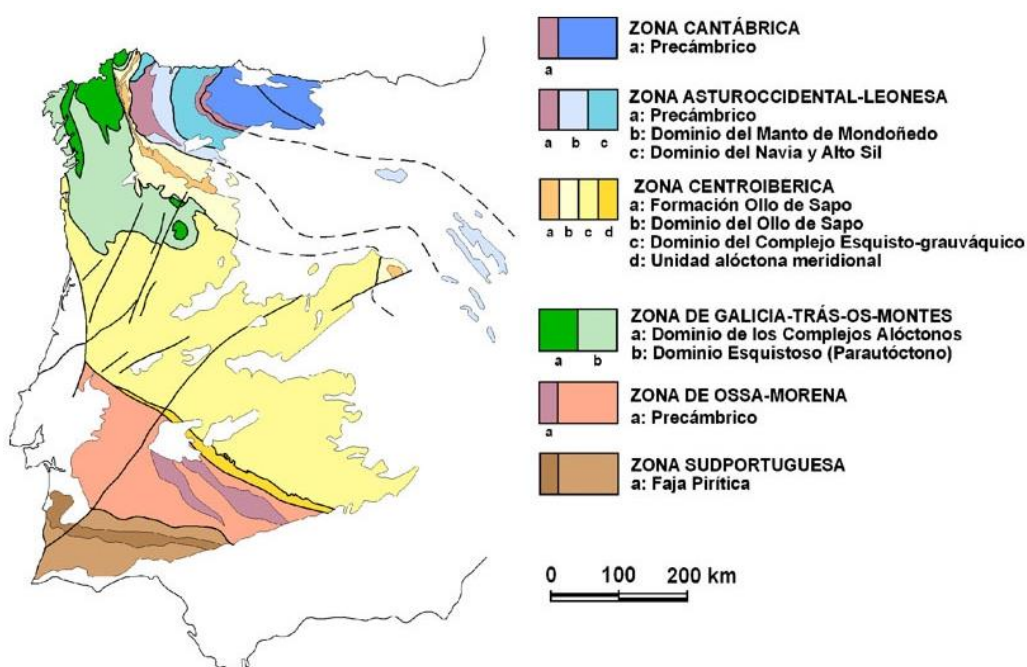 ZONA CANTÁBRICA
a: Precámbrico
a
ZONA ASTUROCCIDENTAL-LEONESA
a: Precámbrico
b: Dominio del Manto de Mondoñedo
c: Dominio del Navia y Alto Sil
a b c
ZONA CENTROIBERICA
a: Formación Ollo de Sapo
b: Dominio del Ollo de Sapo
c: Dominio del Complejo Esquisto-grauváquico
d: Unidad alóctona meridional
a b c d
ZONA DE GALICIA-TRÁS-OS-MONTES
a: Dominio de los Complejos Alóctonos
b: Dominio Esquistoso (Parautóctono)
a b
ZONA DE OSSA-MORENA
a: Precámbrico
a
ZONA SUDPORTUGUESA
a: Faja Pirítica
a
0 100 200 km